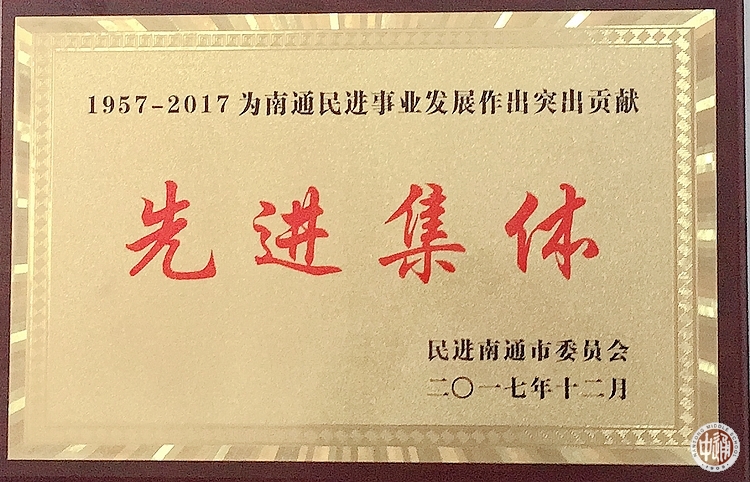 1957-2017为南通民进事业发展作出突出贡献
先进集体
民进南通市委员会
二〇一七年十二月